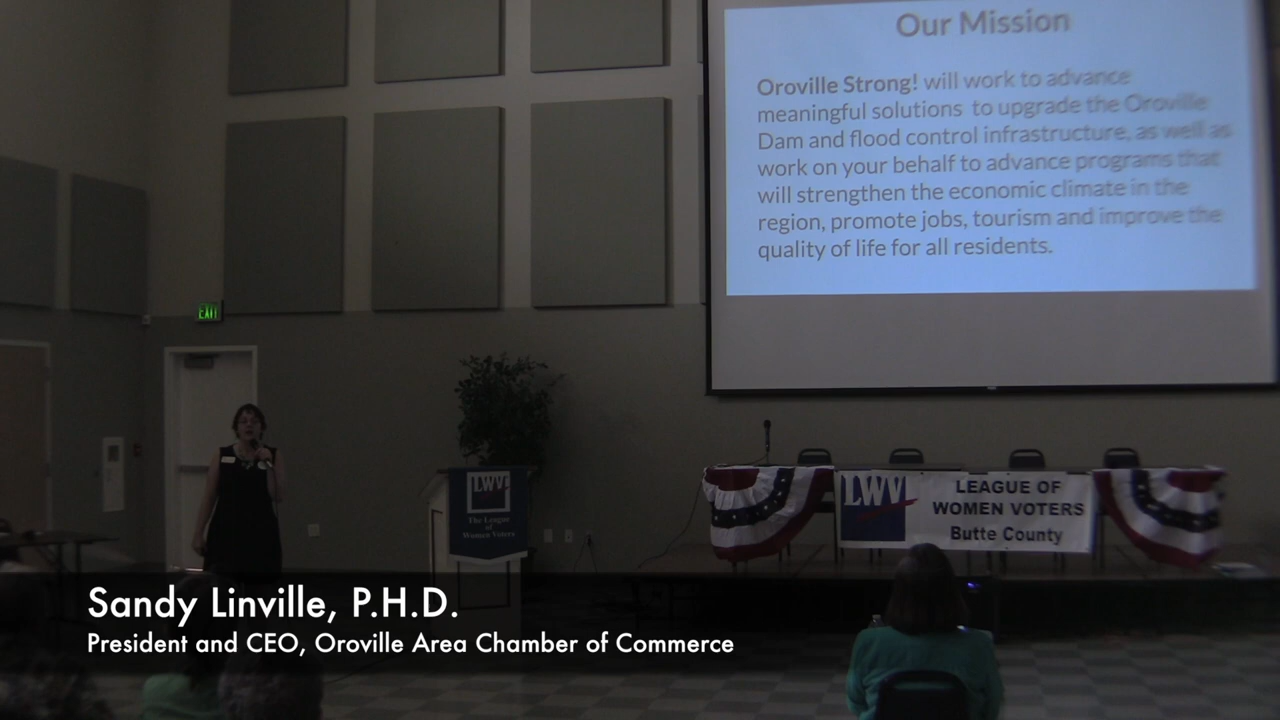 Our Mission
Oroville Strong! will work to advance
meaningful solutions to upgrade the Oroville
Dam and flood control infrastructure, as well as
work on your behalf to advance programs that
will strengthen the economic climate in the
region, promote jobs, tourism and improve the
quality of life for all residents.
EXIT
LWV
The League
of
Women Voters
LWV
LEAGUE OF
WOMEN VOTERS
Butte County
Sandy Linville, P.H.D.
President and CEO, Oroville Area Chamber of Commerce